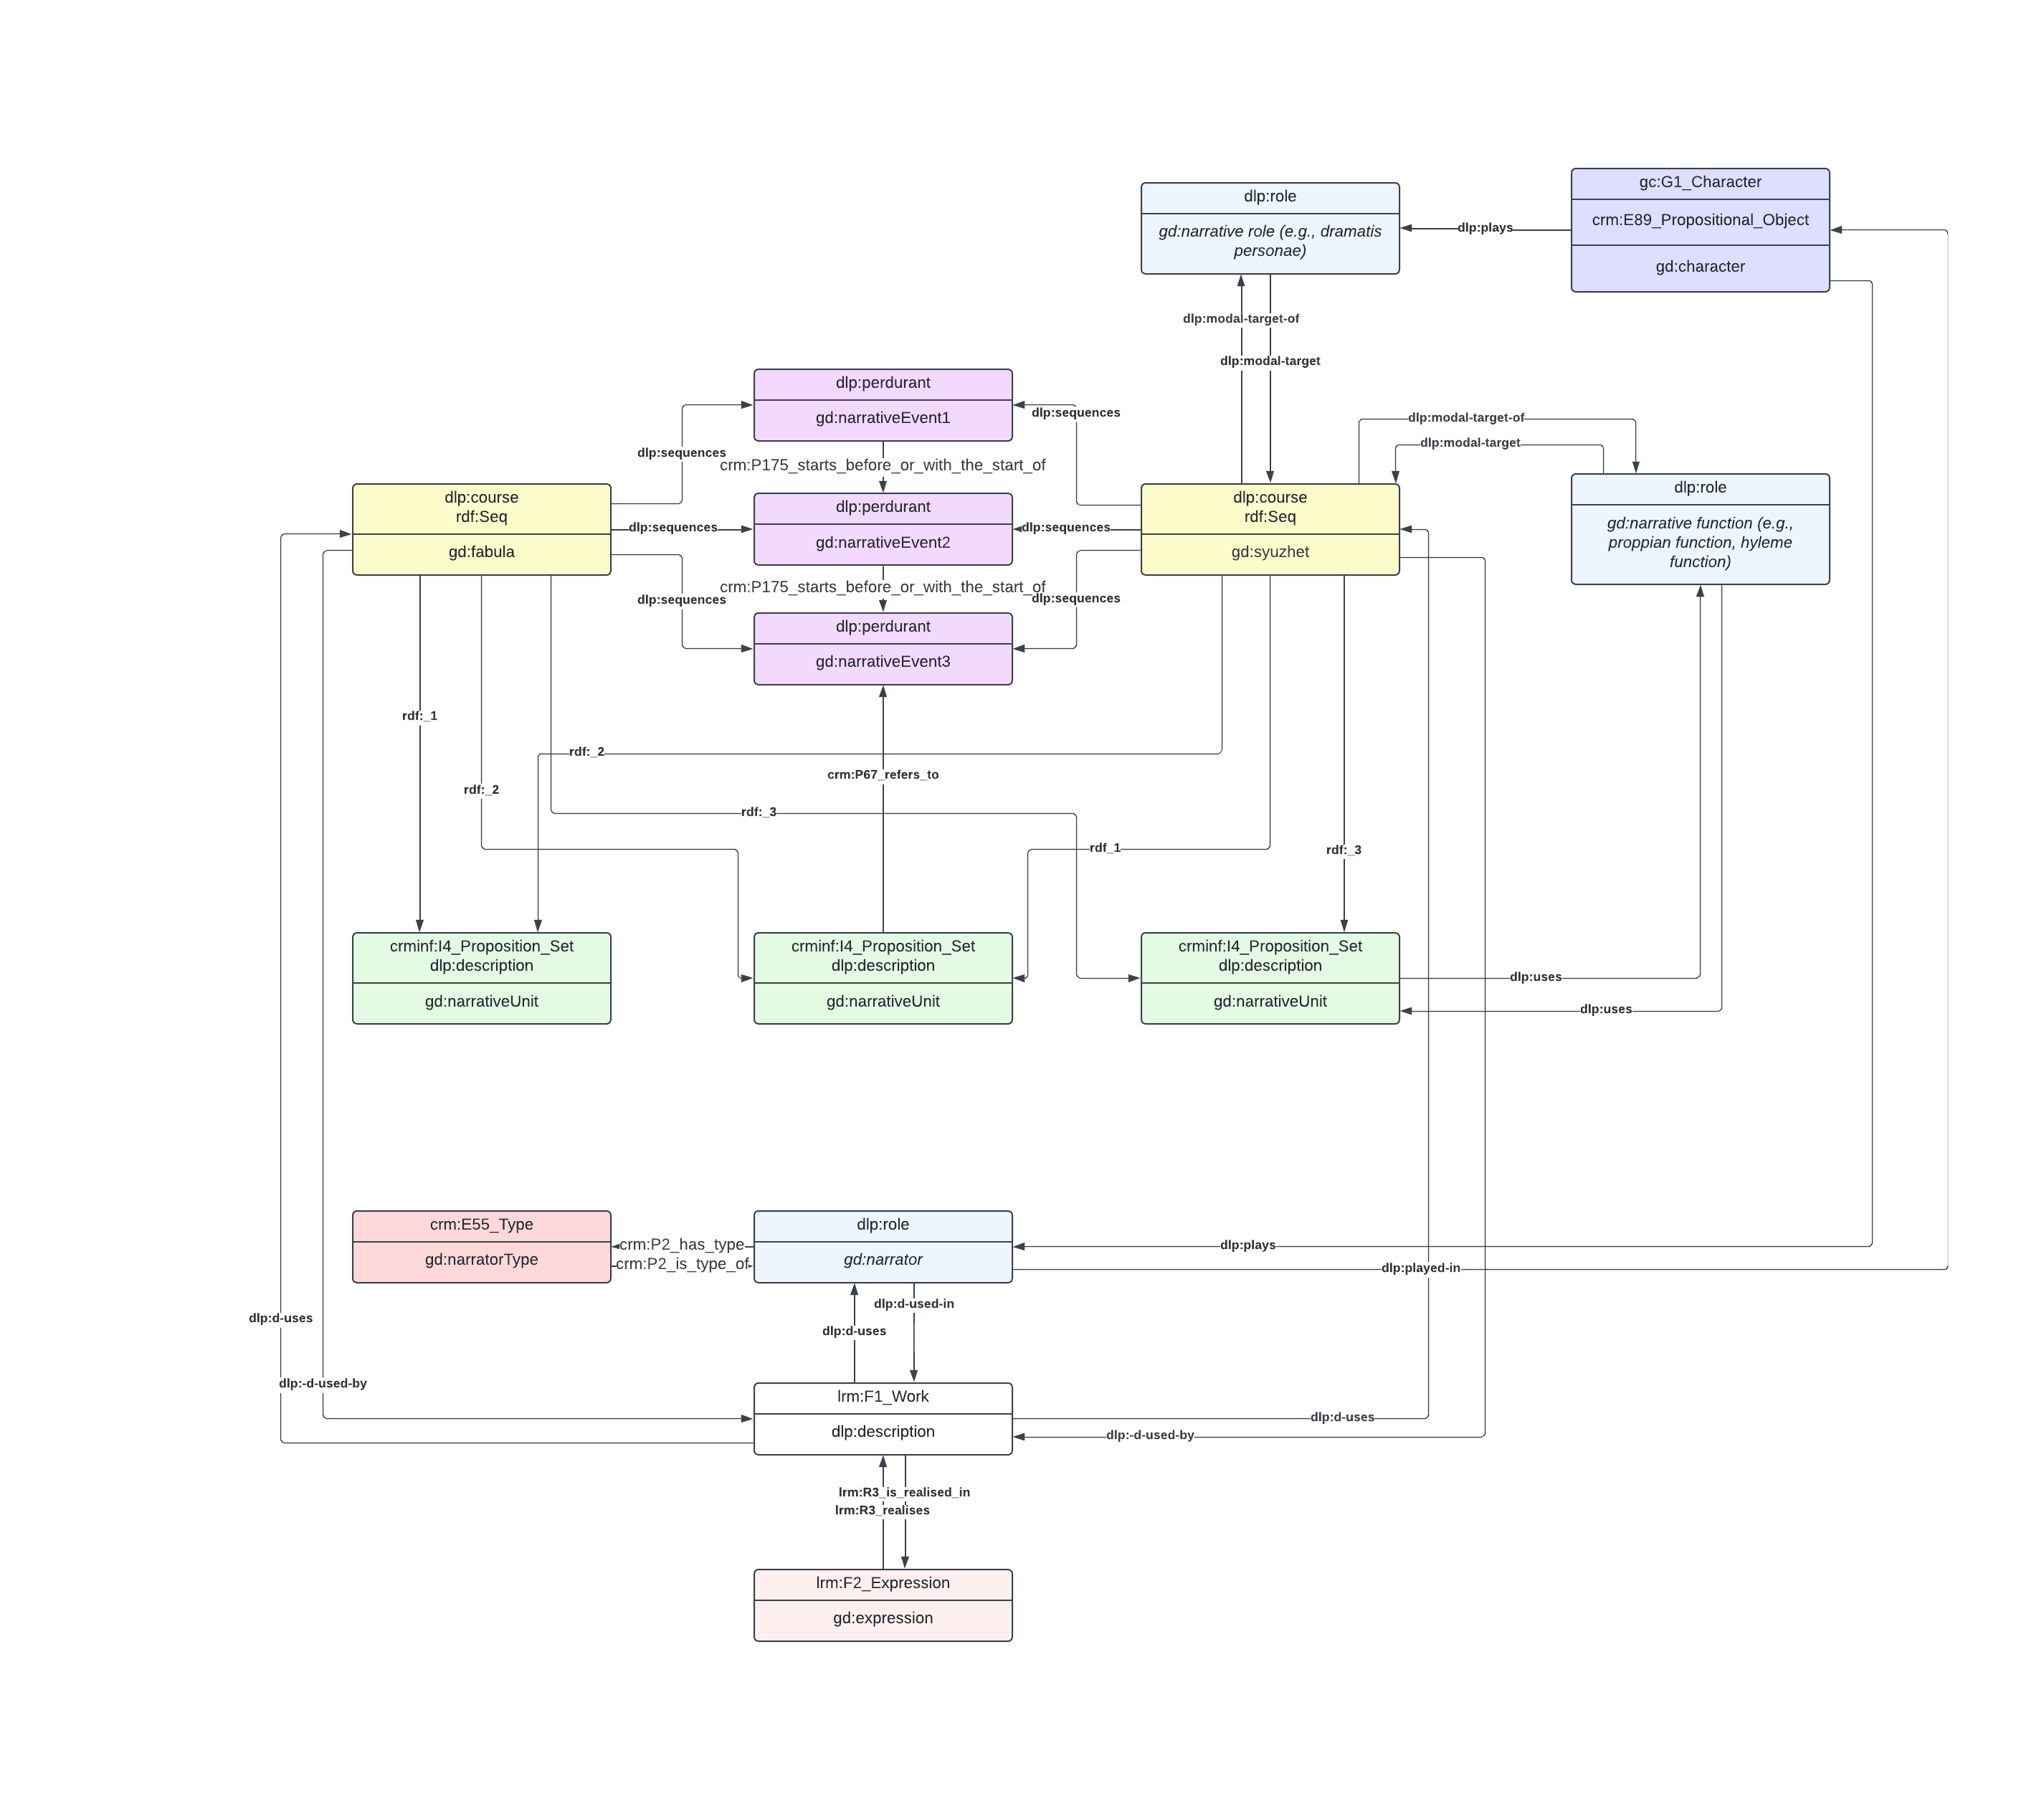 gc:G1_Character
crm:E89_Propositional_Object
gd:character
dlp:role
gd:narrative role (e.g., dramatis
personae)
dlp:plays
dlp:modal-target-of
dlp:modal-target
dlp:perdurant
gd:narrativeEvent1
dlp:sequences
dlp:sequences
crm:P175_starts_before_or_with_the_start_of
dlp:modal-target-of
dlp:modal-target
dlp:course
rdf:Seq
gd:fabula
dlp:sequences
dlp:perdurant
gd:narrativeEvent2
dlp:sequences
dlp:course
rdf:Seq
gd:syuzhet
dlp:role
gd:narrative function (e.g.,
proppian function, hyleme
function)
crm:P175_starts_before_or_with_the_start_of
dlp:sequences
dlp:sequences
dlp:perdurant
gd:narrativeEvent3
rdf:_1
rdf:_2
rdf:_2
crm:P67_refers_to
rdf:_3
rdf_1
rdf:_3
crminf:I4_Proposition_Set
dlp:description
gd:narrativeUnit
crminf:I4_Proposition_Set
dlp:description
gd:narrativeUnit
crminf:I4_Proposition_Set
dlp:description
gd:narrativeUnit
dlp:uses
dlp:uses
crm:E55_Type
gd:narratorType
crm:P2_has_type
crm:P2_is_type_of
dlp:role
gd:narrator
dlp:plays
dlp:played-in
dlp:d-uses
dlp:d-used-in
dlp:d-uses
dlp:-d-used-by
lrm:F1_Work
dlp:description
dlp:d-uses
dlp:-d-used-by
lrm:R3_is_realised_in
lrm:R3_realises
lrm:F2_Expression
gd:expression